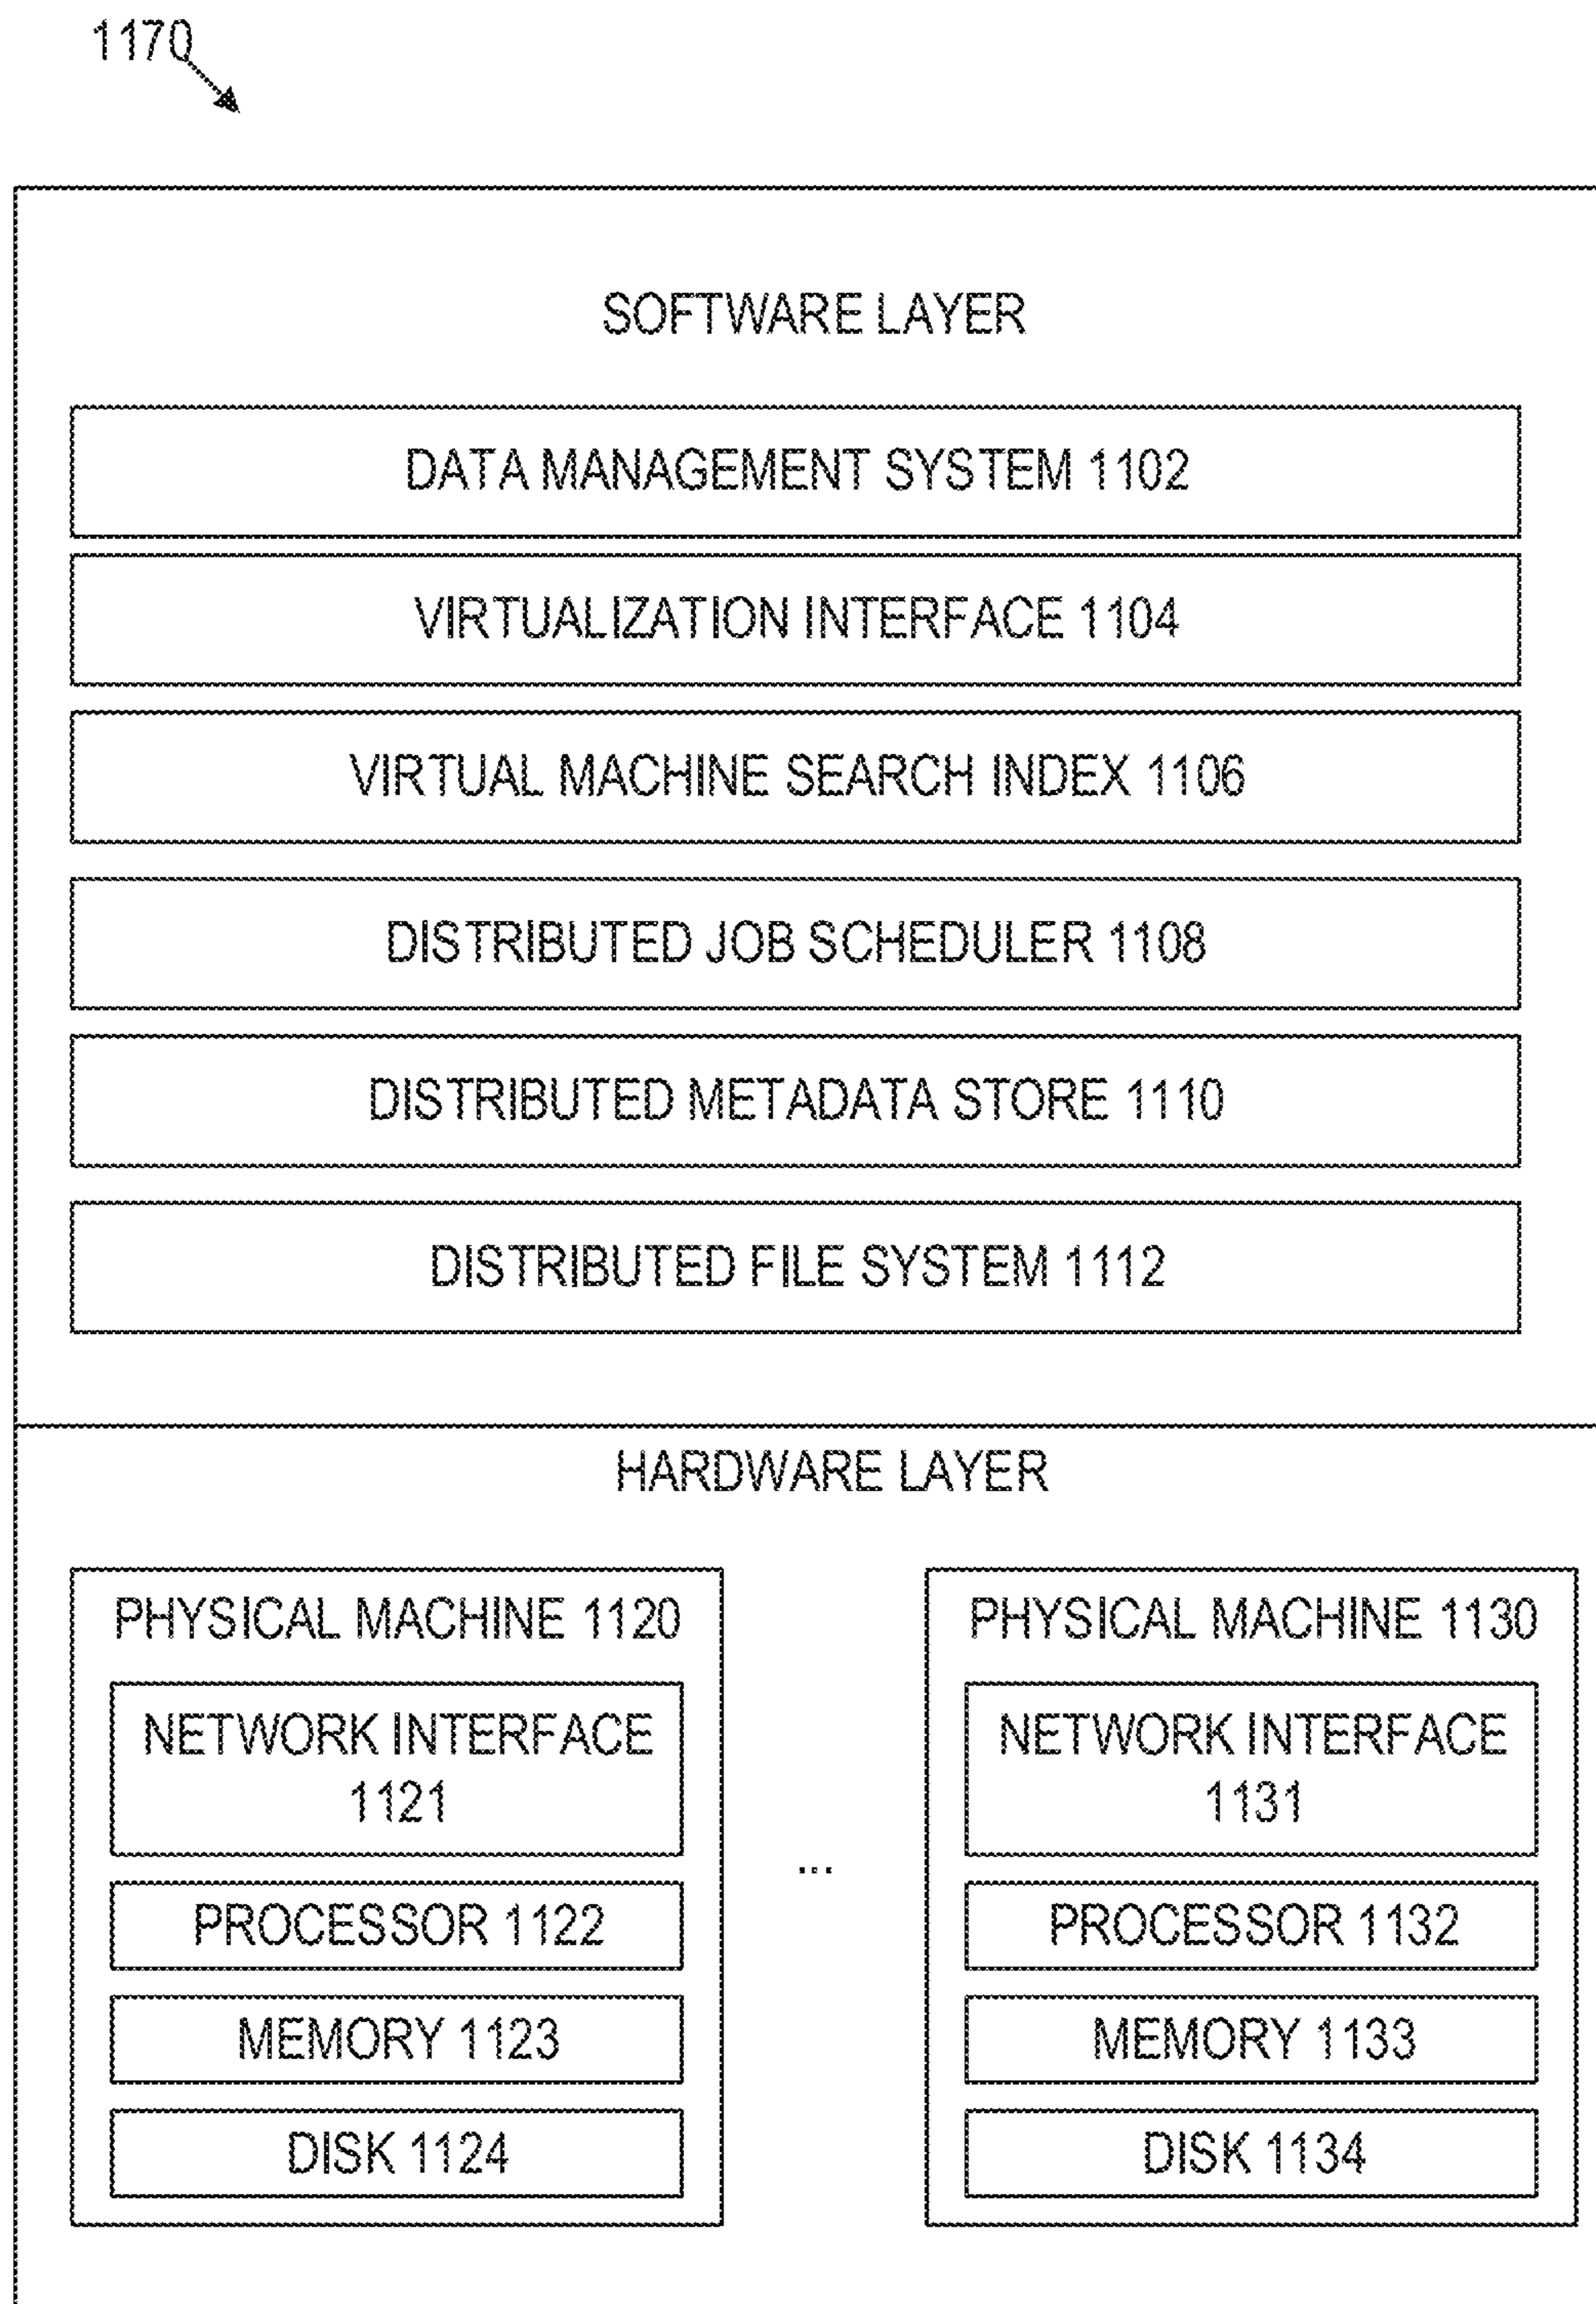 1170
SOFTWARE LAYER
DATA MANAGEMENT SYSTEM 1102
VIRTUALIZATION INTERFACE 1104
VIRTUAL MACHINE SEARCH INDEX 1106
DISTRIBUTED JOB SCHEDULER 1108
DISTRIBUTED METADATA STORE 1110
DISTRIBUTED FILE SYSTEM 1112
HARDWARE LAYER
PHYSICAL MACHINE 1120
NETWORK INTERFACE
1121
PROCESSOR 1122
MEMORY 1123
DISK 1124
...
PHYSICAL MACHINE 1130
NETWORK INTERFACE
1131
PROCESSOR 1132
MEMORY 1133
DISK 1134